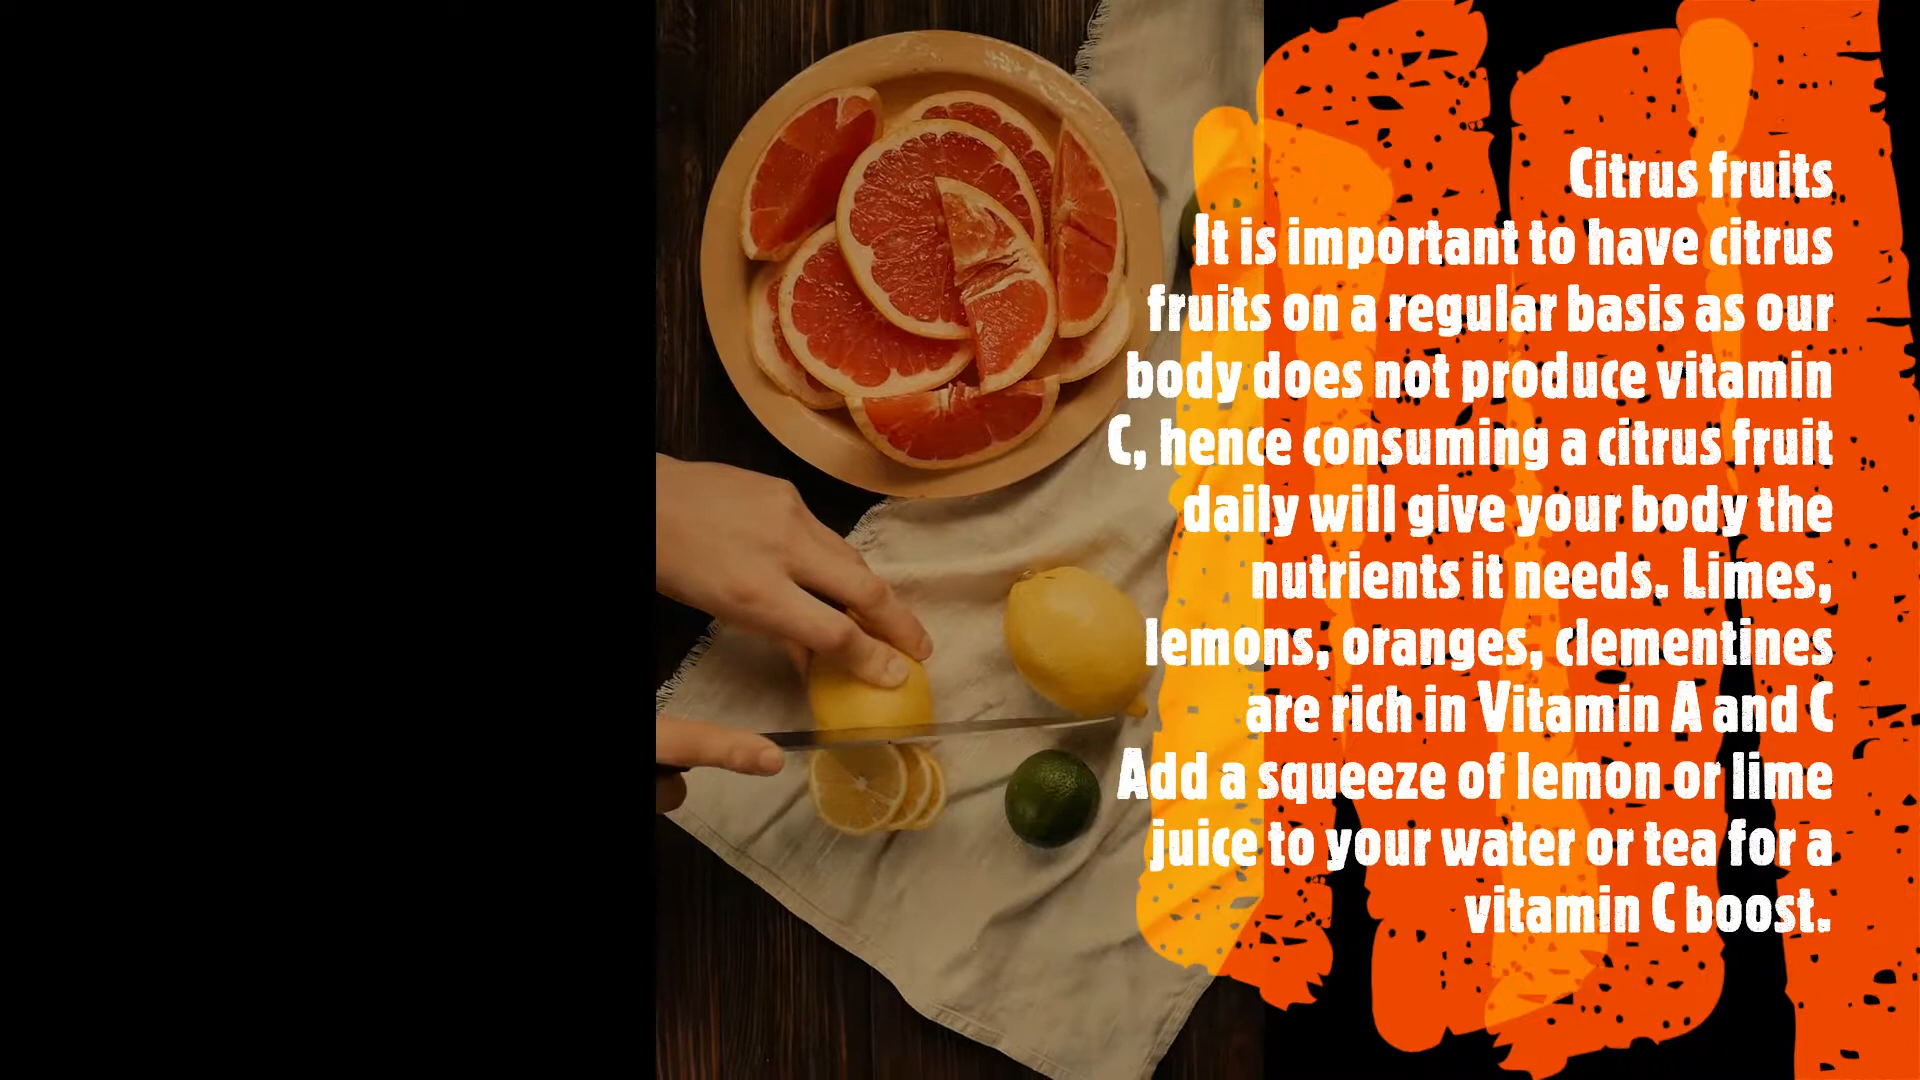 Citrus fruits
It is important to have citrus
fruits on a regular basis as our
body does not produce vitamin
C, hence consuming a citrus fruit
daily will give your body the
nutrients it needs. Limes,
lemons, oranges, clementines
are rich in Vitamin A and C
Add a squeeze of lemon or lime
juice to your water or tea for a
vitamin C boost.